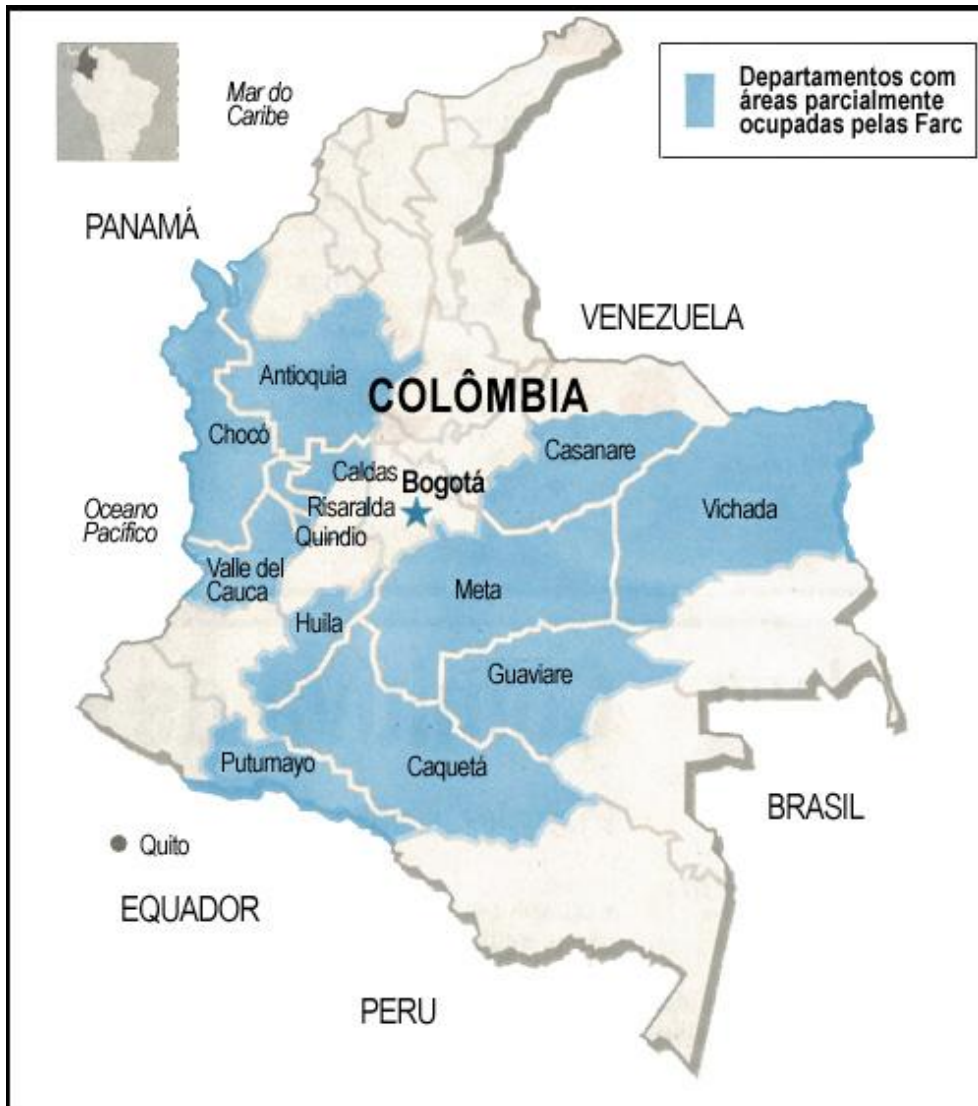 Mar do
Caribe
Departamentos com
áreas parcialmente
ocupadas pelas Farc
PANAMÁ
VENEZUELA
Antioquia
COLÔMBIA
Chocó
Casanare
Caldas
Bogotá
Vichada
Oceano
Pacífico
Risaralda
Quindio
Valle del
Cauca
Meta
Huila
Guaviare
Putumayo
Caquetá
BRASIL
Quito
EQUADOR
PERU